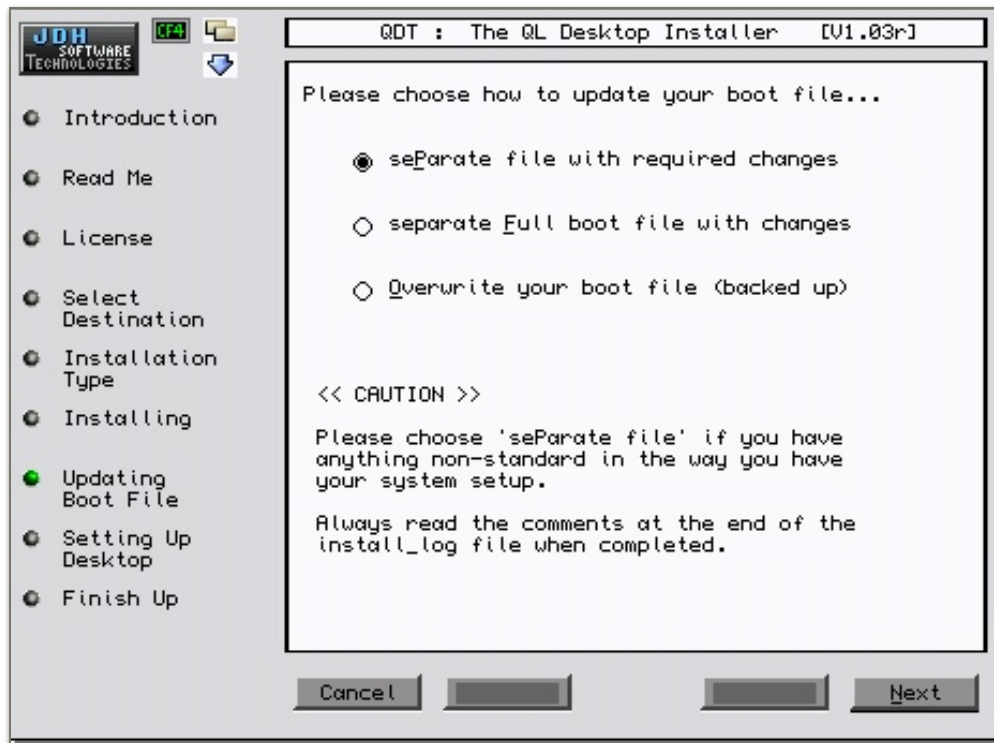 JDH
SOFTWARE
TECHNOLOGIES
CF4
QDT : The QL Desktop Installer [V1.03r]
Introduction
Read Me
License
Select
Destination
Installation
Type
Installing
Updating
Boot File
Setting Up
Desktop
Finish Up
Please choose how to update your boot file...
seParate file with required changes
separate Full boot file with changes
Overwrite your boot file (backed up)
<< CAUTION >>
Please choose 'seParate file' if you have
anything non-standard in the way you have
your system setup.
Always read the comments at the end of the
install_log file when completed.
Cancel
Next